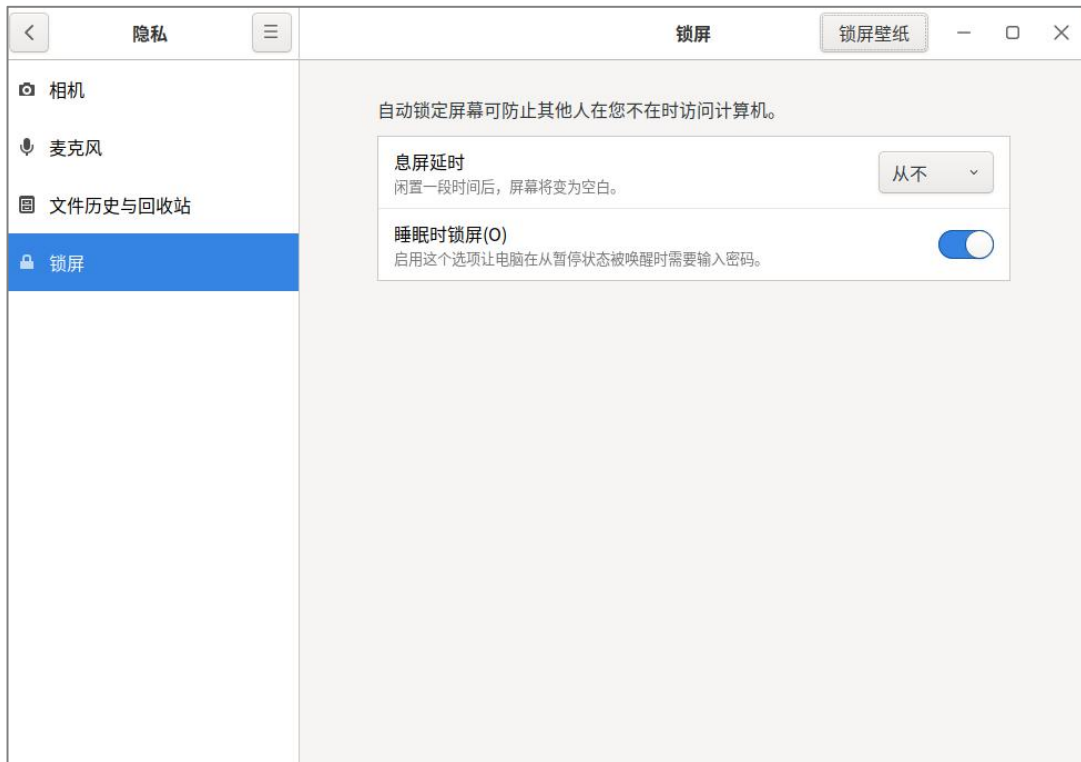 隐私
锁屏
锁屏壁纸
相机
麦克风
文件历史与回收站
锁屏
自动锁定屏幕可防止其他人在您不在时访问计算机。
息屏延时
闲置一段时间后，屏幕将变为空白。
从不
睡眠时锁屏(O)
启用这个选项让电脑在从暂停状态被唤醒时需要输入密码。